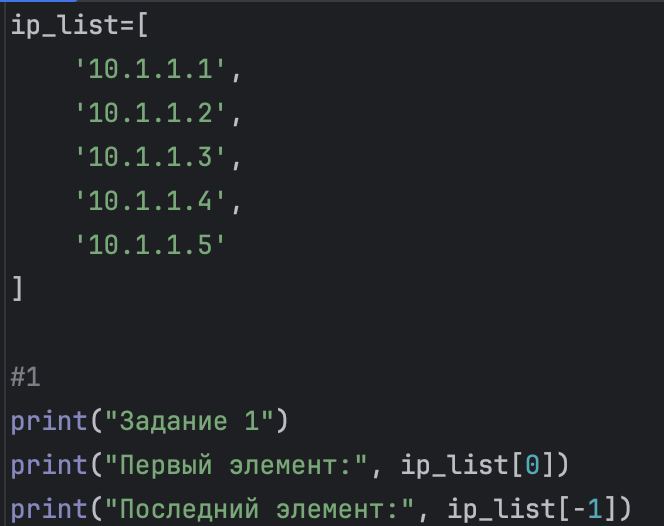 ip_list=[
    '10.1.1.1',
    '10.1.1.2',
    '10.1.1.3',
    '10.1.1.4',
    '10.1.1.5'
]
#1
print("Задание 1")
print("Первый элемент:", ip_list[0])
print("Последний элемент:", ip_list[-1])